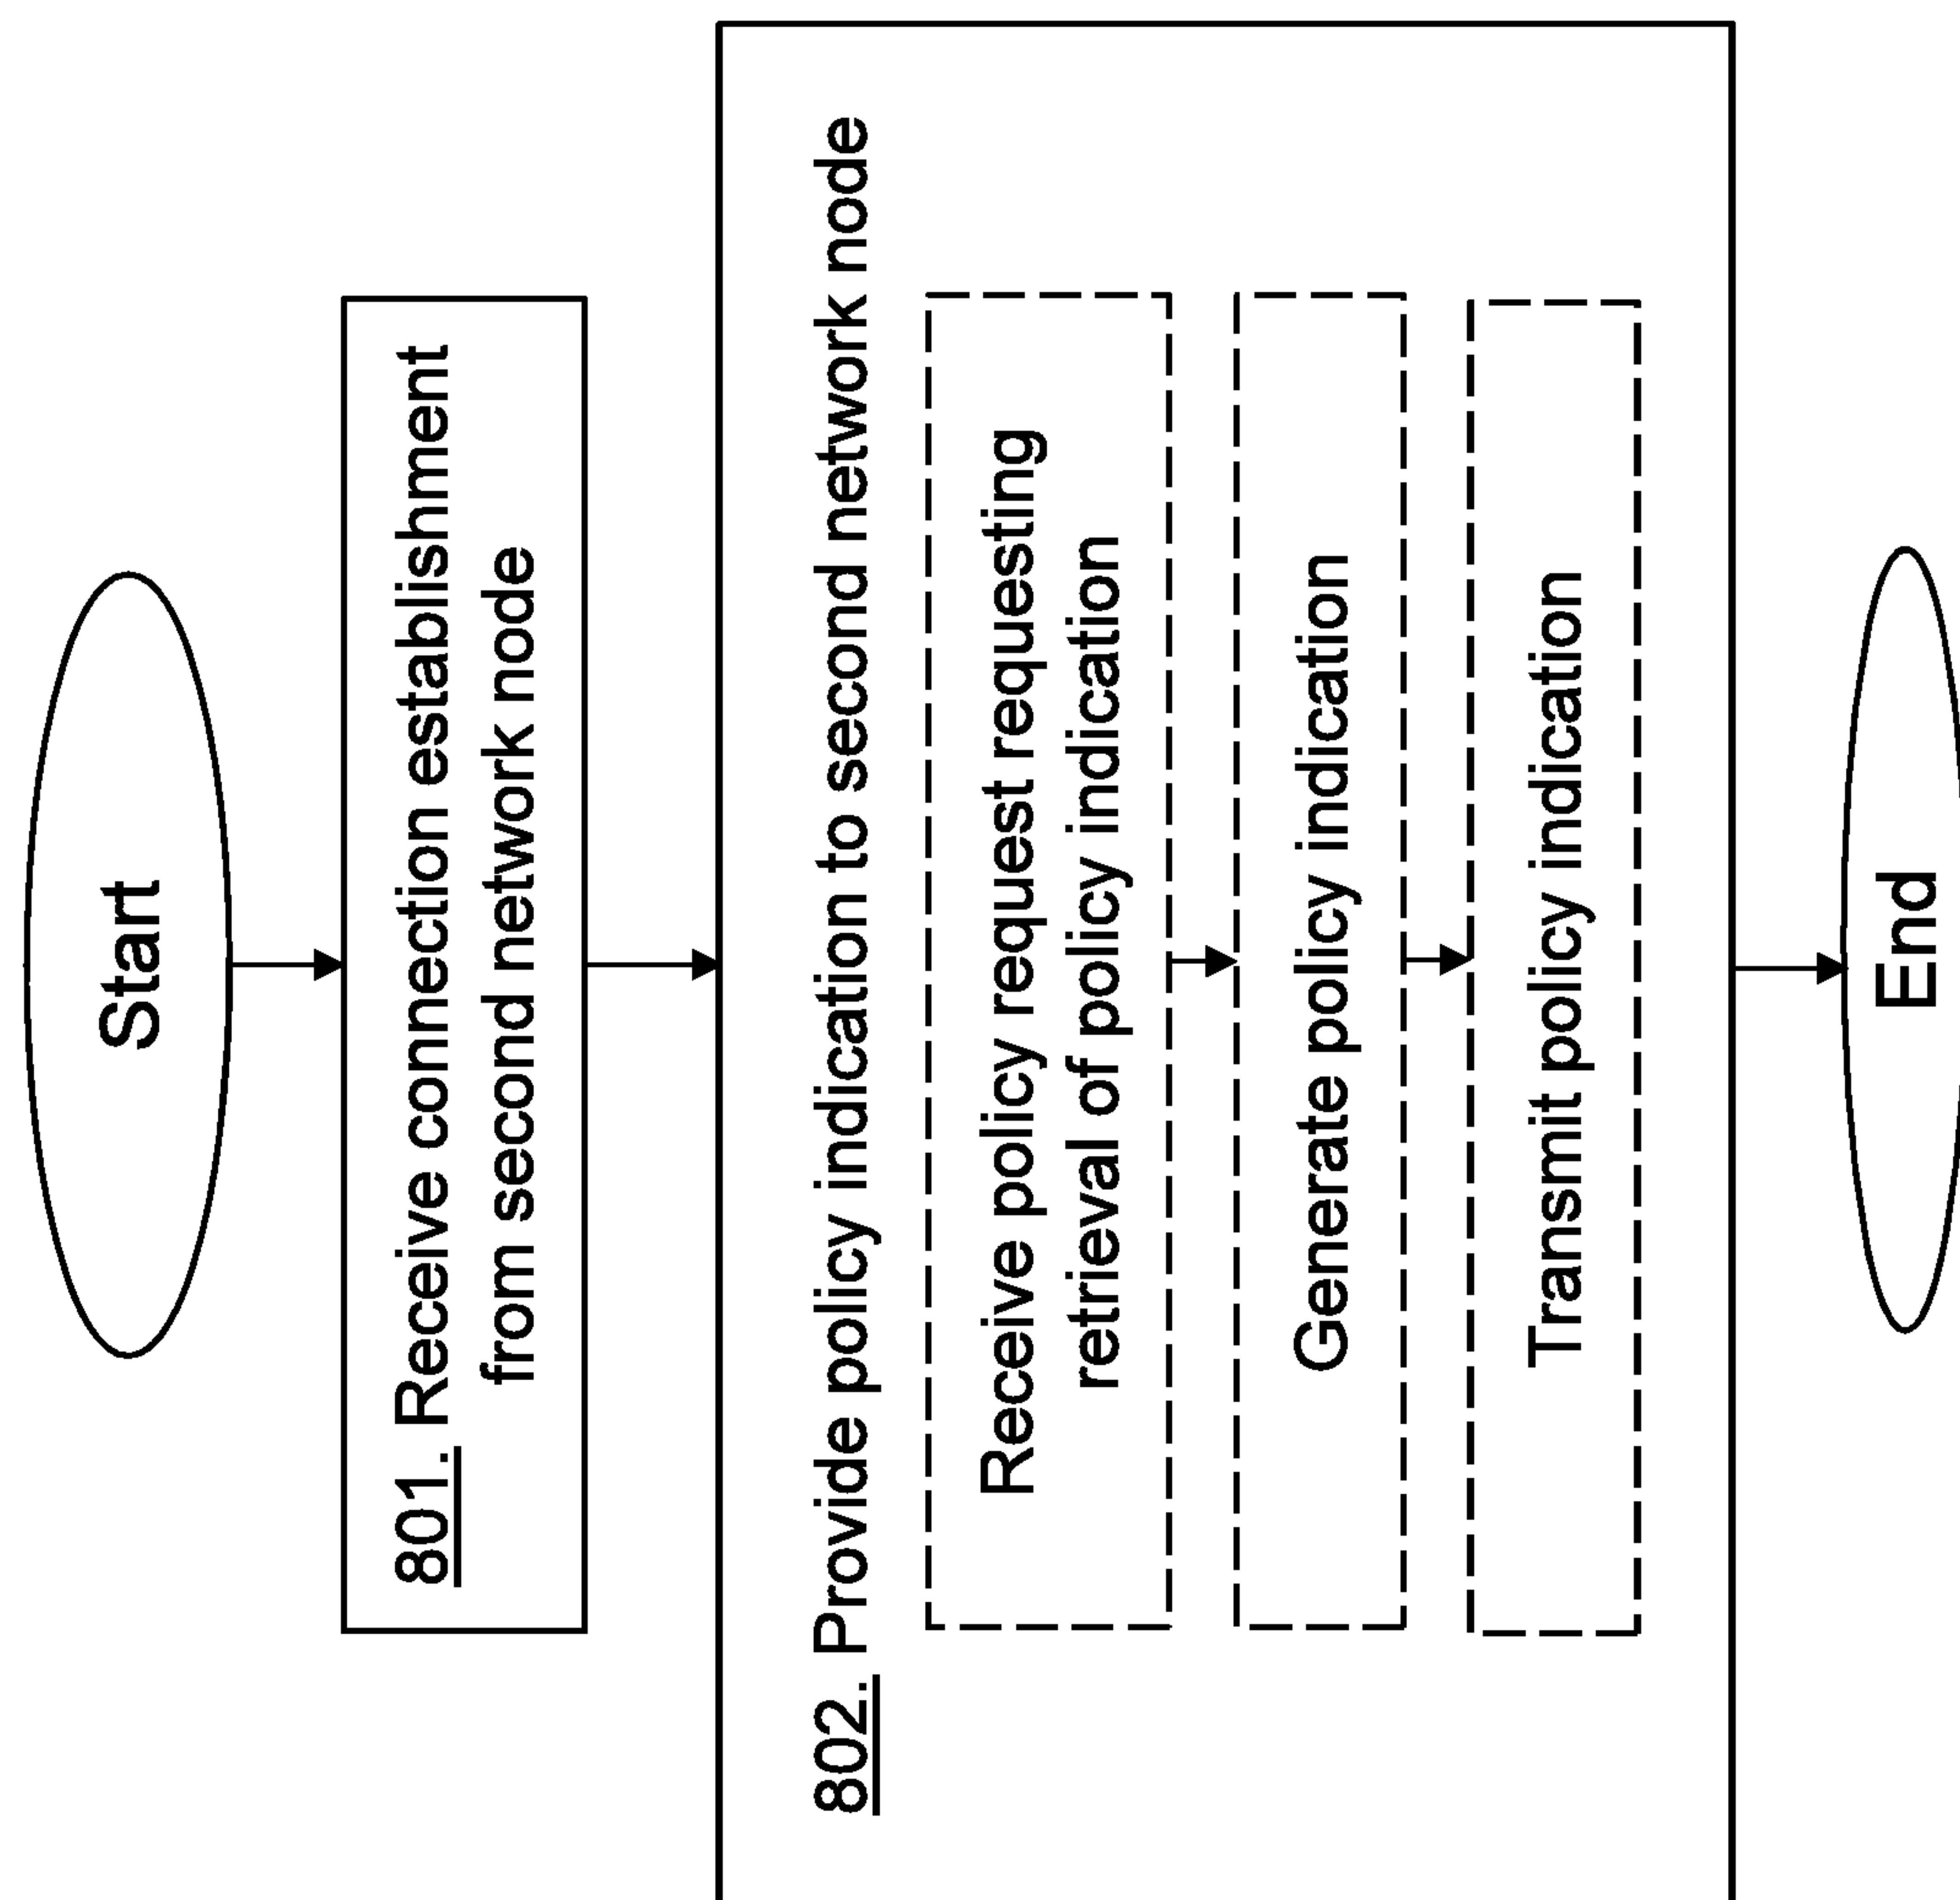 Start
801. Receive connection establishment
from second network node
802. Provide policy indication to second network node
Receive policy request requesting
retrieval of policy indication
Generate policy indication
Transmit policy indication
End